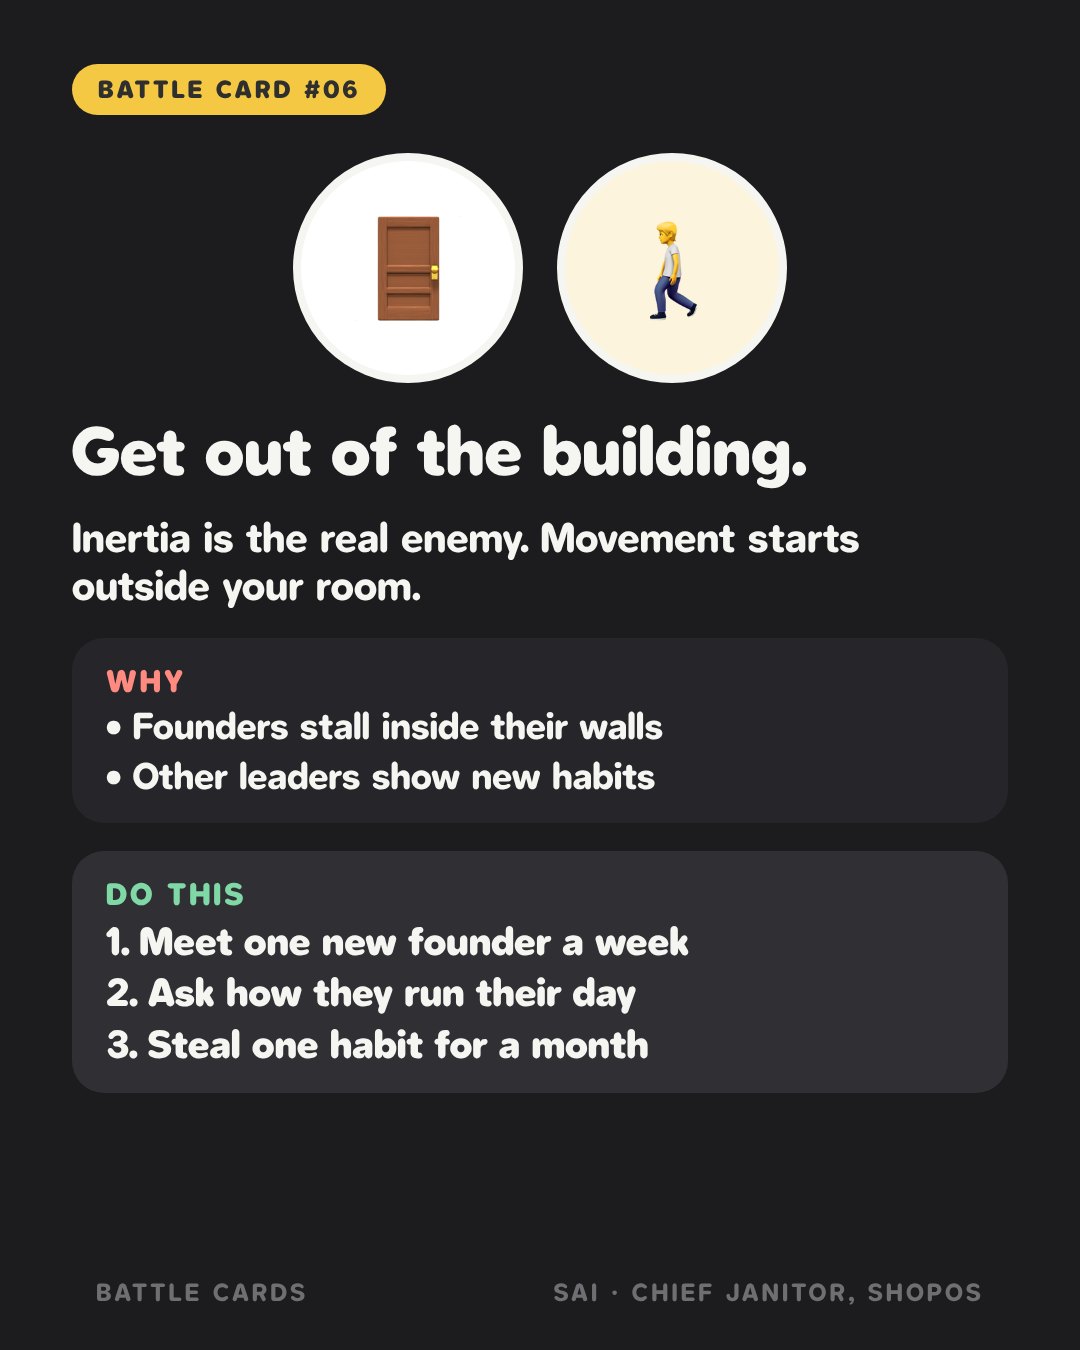 BATTLE CARD #06
Get out of the building.
Inertia is the real enemy. Movement starts
outside your room.
WHY
• Founders stall inside their walls
• Other leaders show new habits
DO THIS
1. Meet one new founder a week
2. Ask how they run their day
3. Steal one habit for a month
BATTLE CARDS
SAI · CHIEF JANITOR, SHOPOS